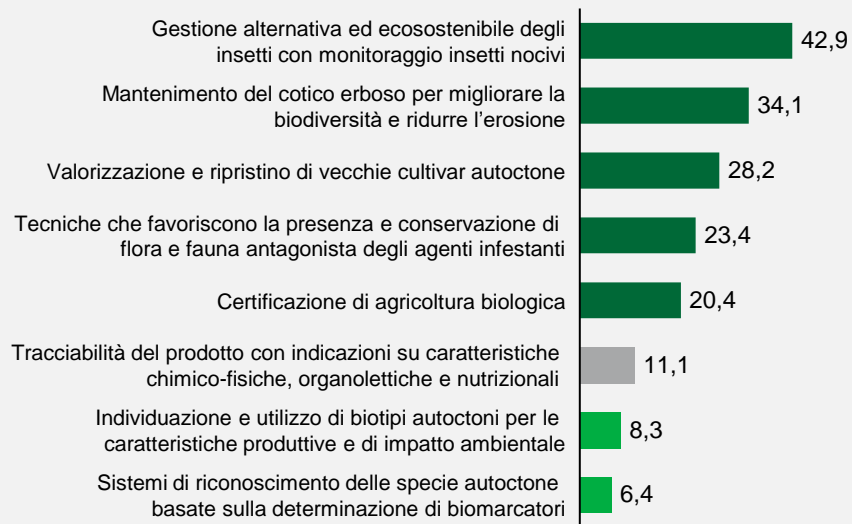 Gestione alternativa ed ecosostenibile degli
insetti con monitoraggio insetti nocivi
42,9
Mantenimento del cotico erboso per migliorare la
biodiversità e ridurre l'erosione
34,1
Valorizzazione e ripristino di vecchie cultivar autoctone
28,2
Tecniche che favoriscono la presenza e conservazione di
flora e fauna antagonista degli agenti infestanti
23,4
Certificazione di agricoltura biologica
20,4
Tracciabilità del prodotto con indicazioni su caratteristiche
chimico-fisiche, organolettiche e nutrizionali
11,1
Individuazione e utilizzo di biotipi autoctoni per le
caratteristiche produttive e di impatto ambientale
8,3
Sistemi di riconoscimento delle specie autoctone
basate sulla determinazione di biomarcatori
6,4